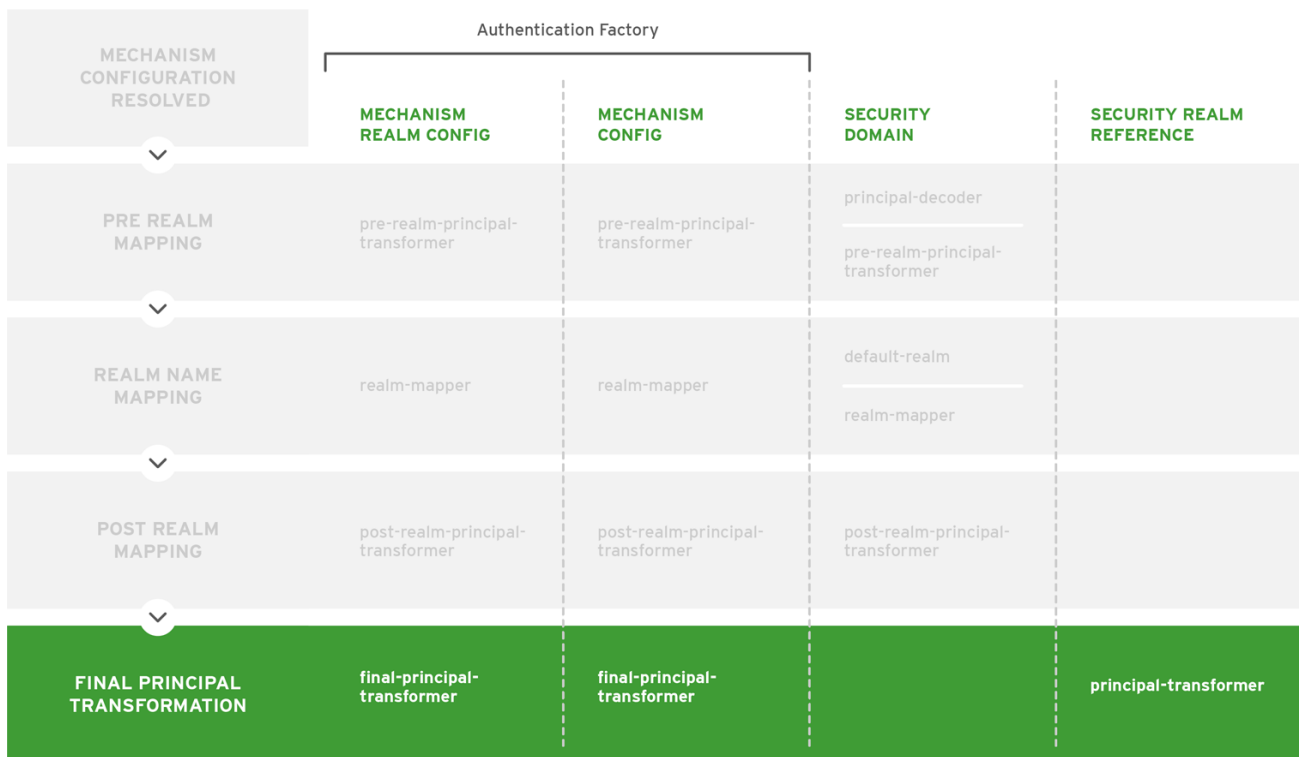 Authentication Factory
MECHANISM
CONFIGURATION
RESOLVED
MECHANISM
REALM CONFIG
MECHANISM
CONFIG
SECURITY
DOMAIN
SECURITY REALM
REFERENCE
PRE REALM
MAPPING
pre-realm-principal-
transformer
pre-realm-principal-
transformer
principal-decoder
pre-realm-principal-
transformer
REALM NAME
MAPPING
realm-mapper
realm-mapper
default-realm
realm-mapper
POST REALM
MAPPING
post-realm-principal-
transformer
post-realm-principal-
transformer
post-realm-principal-
transformer
FINAL PRINCIPAL
TRANSFORMATION
final-principal-
transformer
final-principal-
transformer
principal-transformer